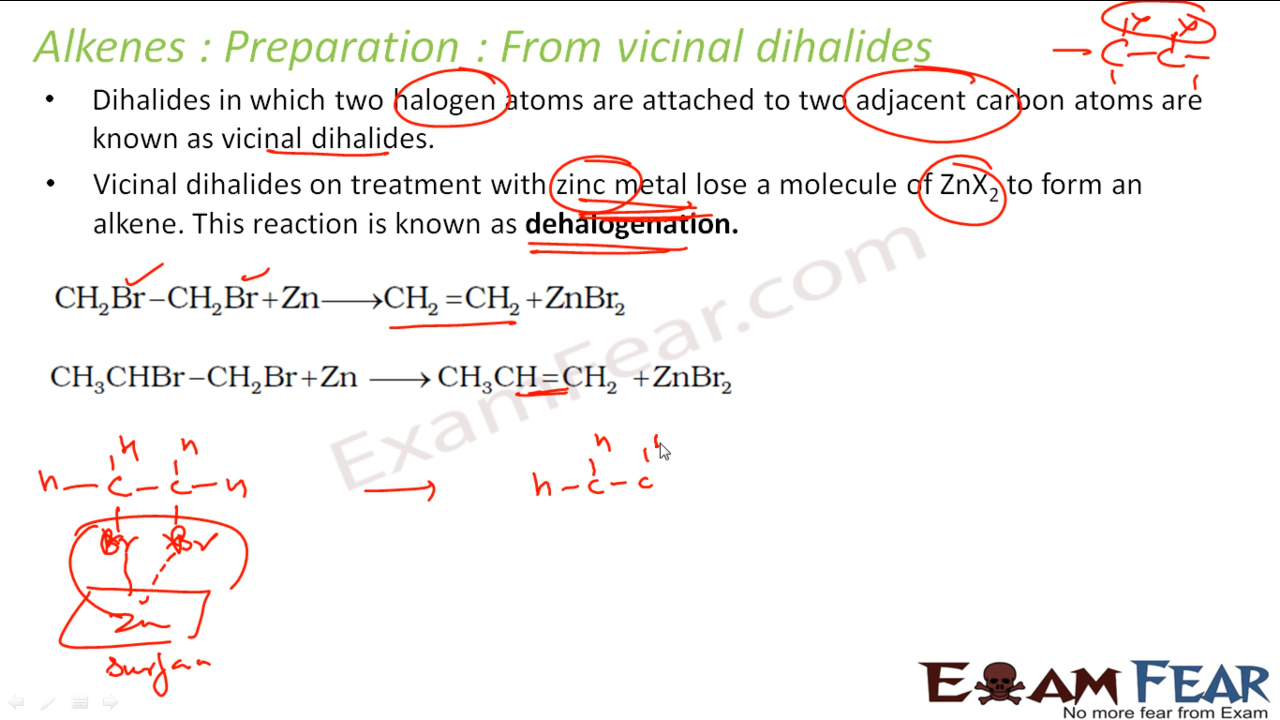 Alkenes : Preparation : From vicinal dihalides
X X
→ C – C –
• Dihalides in which two halogen atoms are attached to two adjacent carbon atoms are
known as vicinal dihalides.
• Vicinal dihalides on treatment with zinc metal lose a molecule of ZnX₂ to form an
alkene. This reaction is known as dehalogenation.
CH₂Br–CH₂Br+Zn⟶CH₂=CH₂+ZnBr₂
CH₃CHBr–CH₂Br+Zn ⟶ CH₃CH=CH₂ +ZnBr₂
ExamFear.com
H H
H – C – C – H → H – C – C
H
Br Br
Zn
EXAM FEAR
No more fear from Exam